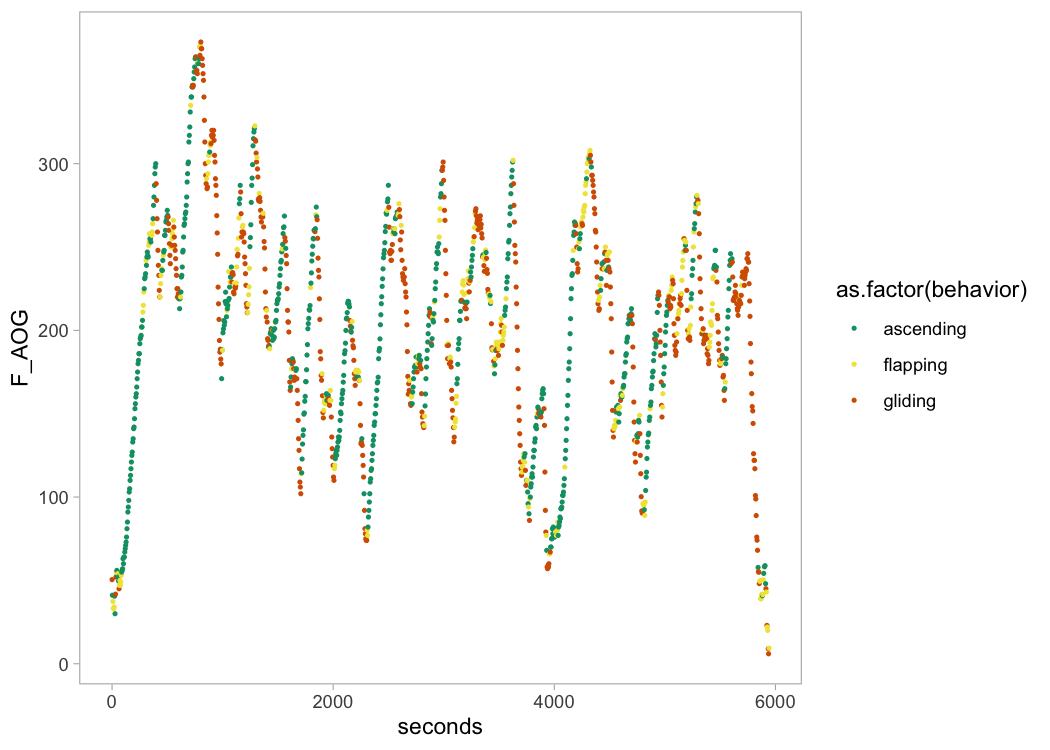 F_AOG
300
200
100
0
0
2000
4000
6000
seconds
as.factor(behavior)
ascending
flapping
gliding